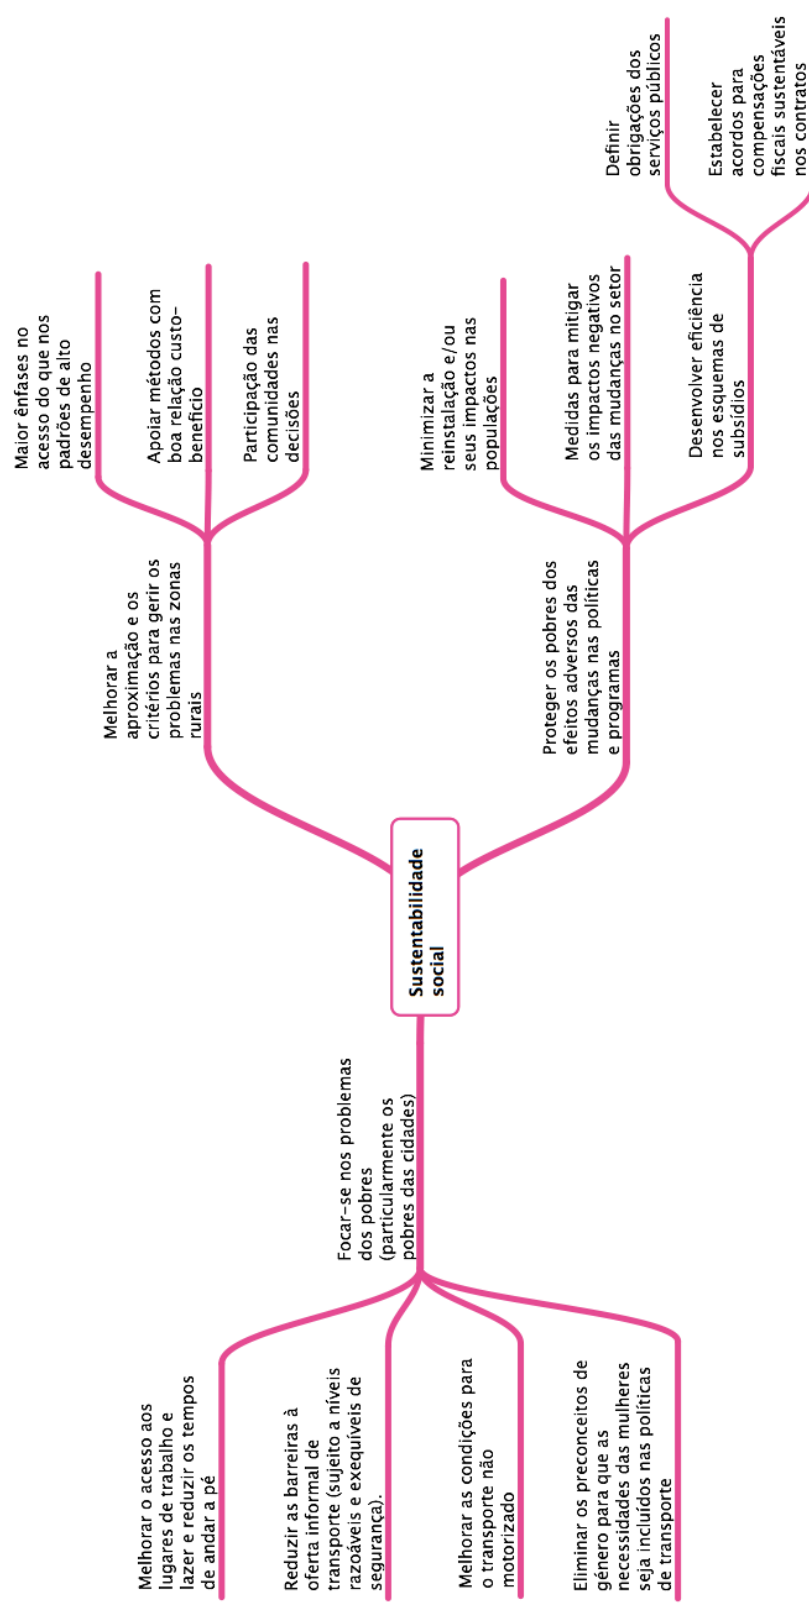 Sustentabilidade
social
Focar-se nos problemas
dos pobres
(particularmente os
pobres das cidades)
Melhorar o acesso aos
lugares de trabalho e
lazer e reduzir os tempos
de andar a pé
Reduzir as barreiras à
oferta informal de
transporte (sujeito a níveis
razoáveis e exequíveis de
segurança).
Melhorar as condições para
o transporte não
motorizado
Eliminar os preconceitos de
género para que as
necessidades das mulheres
seja incluídos nas políticas
de transporte
Melhorar a
aproximação e os
critérios para gerir os
problemas nas zonas
rurais
Maior ênfases no
acesso do que nos
padrões de alto
desempenho
Apoiar métodos com
boa relação custo-
benefício
Participação das
comunidades nas
decisões
Proteger os pobres dos
efeitos adversos das
mudanças nas políticas
e programas
Minimizar a
reinstalação e/ou
seus impactos nas
populações
Medidas para mitigar
os impactos negativos
das mudanças no setor
Desenvolver eficiência
nos esquemas de
subsídios
Definir
obrigações dos
serviços públicos
Estabelecer
acordos para
compensações
fiscais sustentáveis
nos contratos